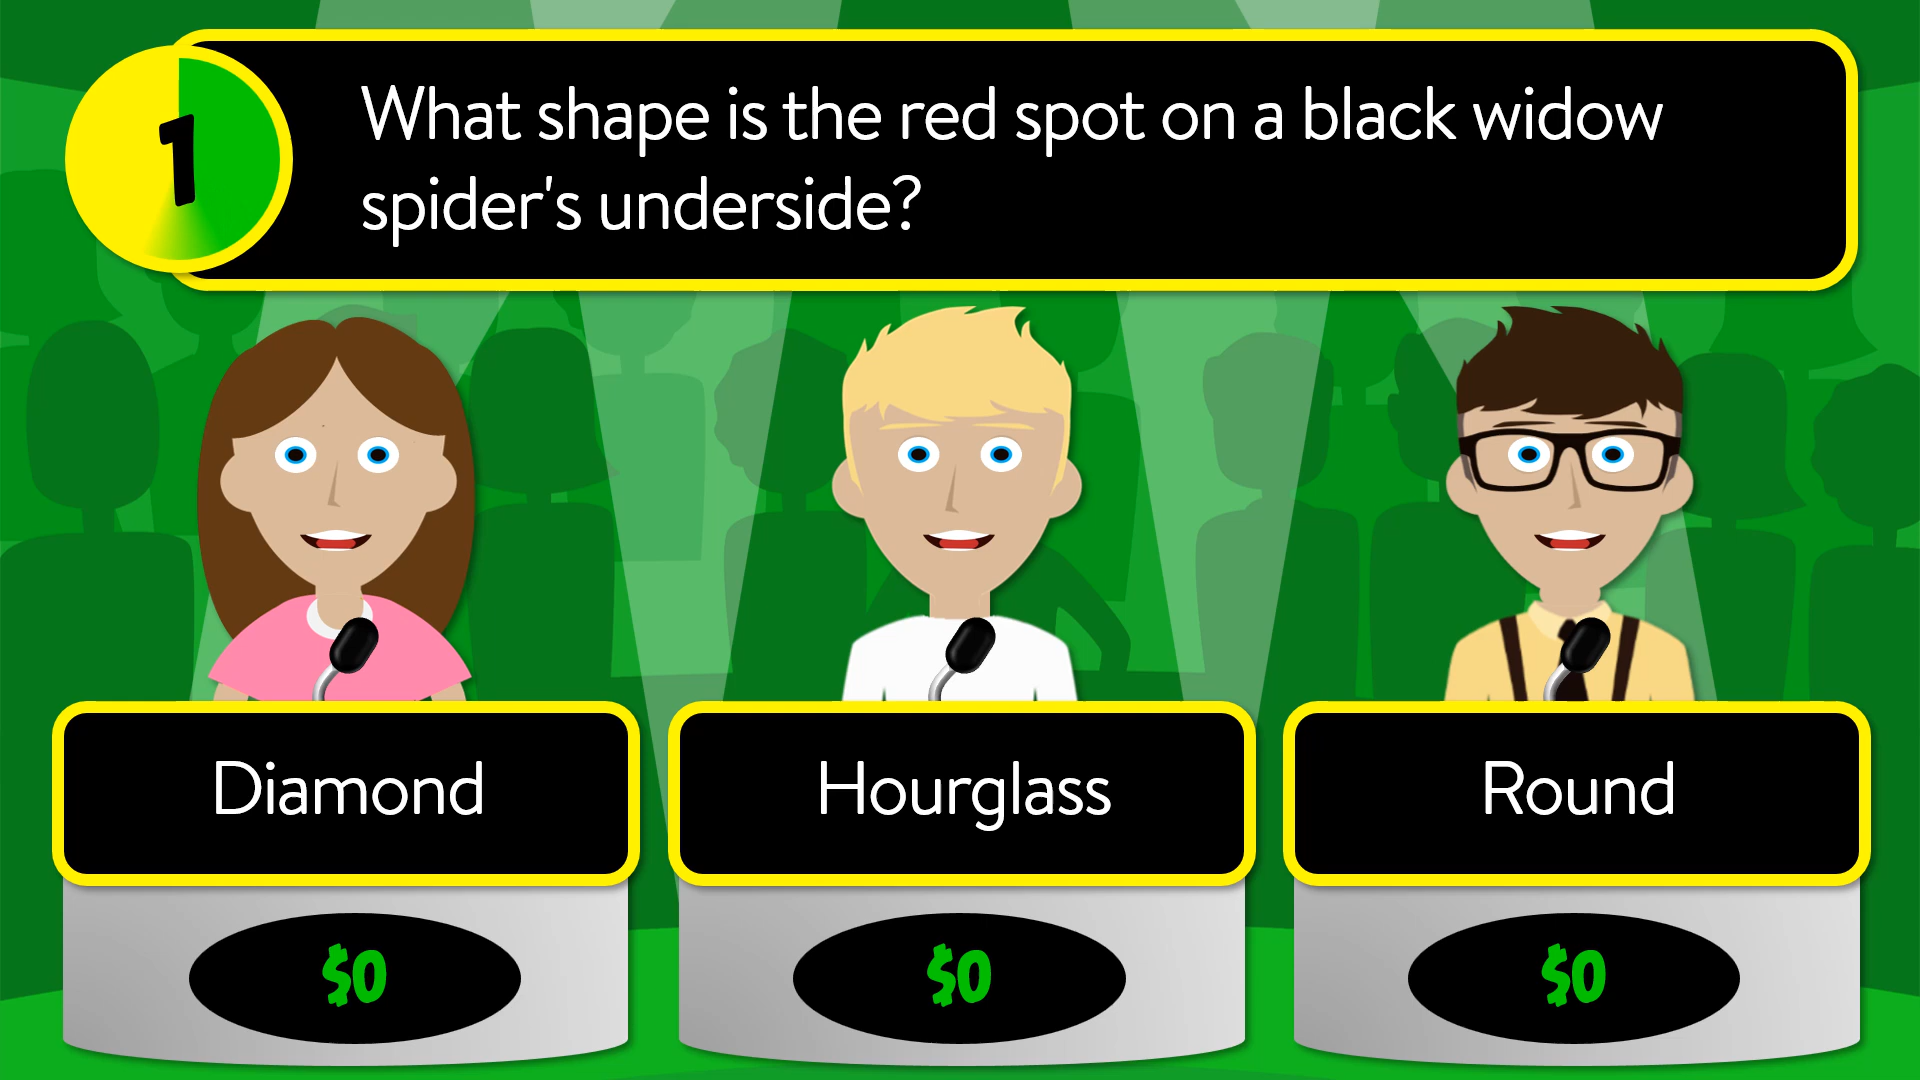 1
What shape is the red spot on a black widow
spider's underside?
Diamond
Hourglass
Round
$0
$0
$0